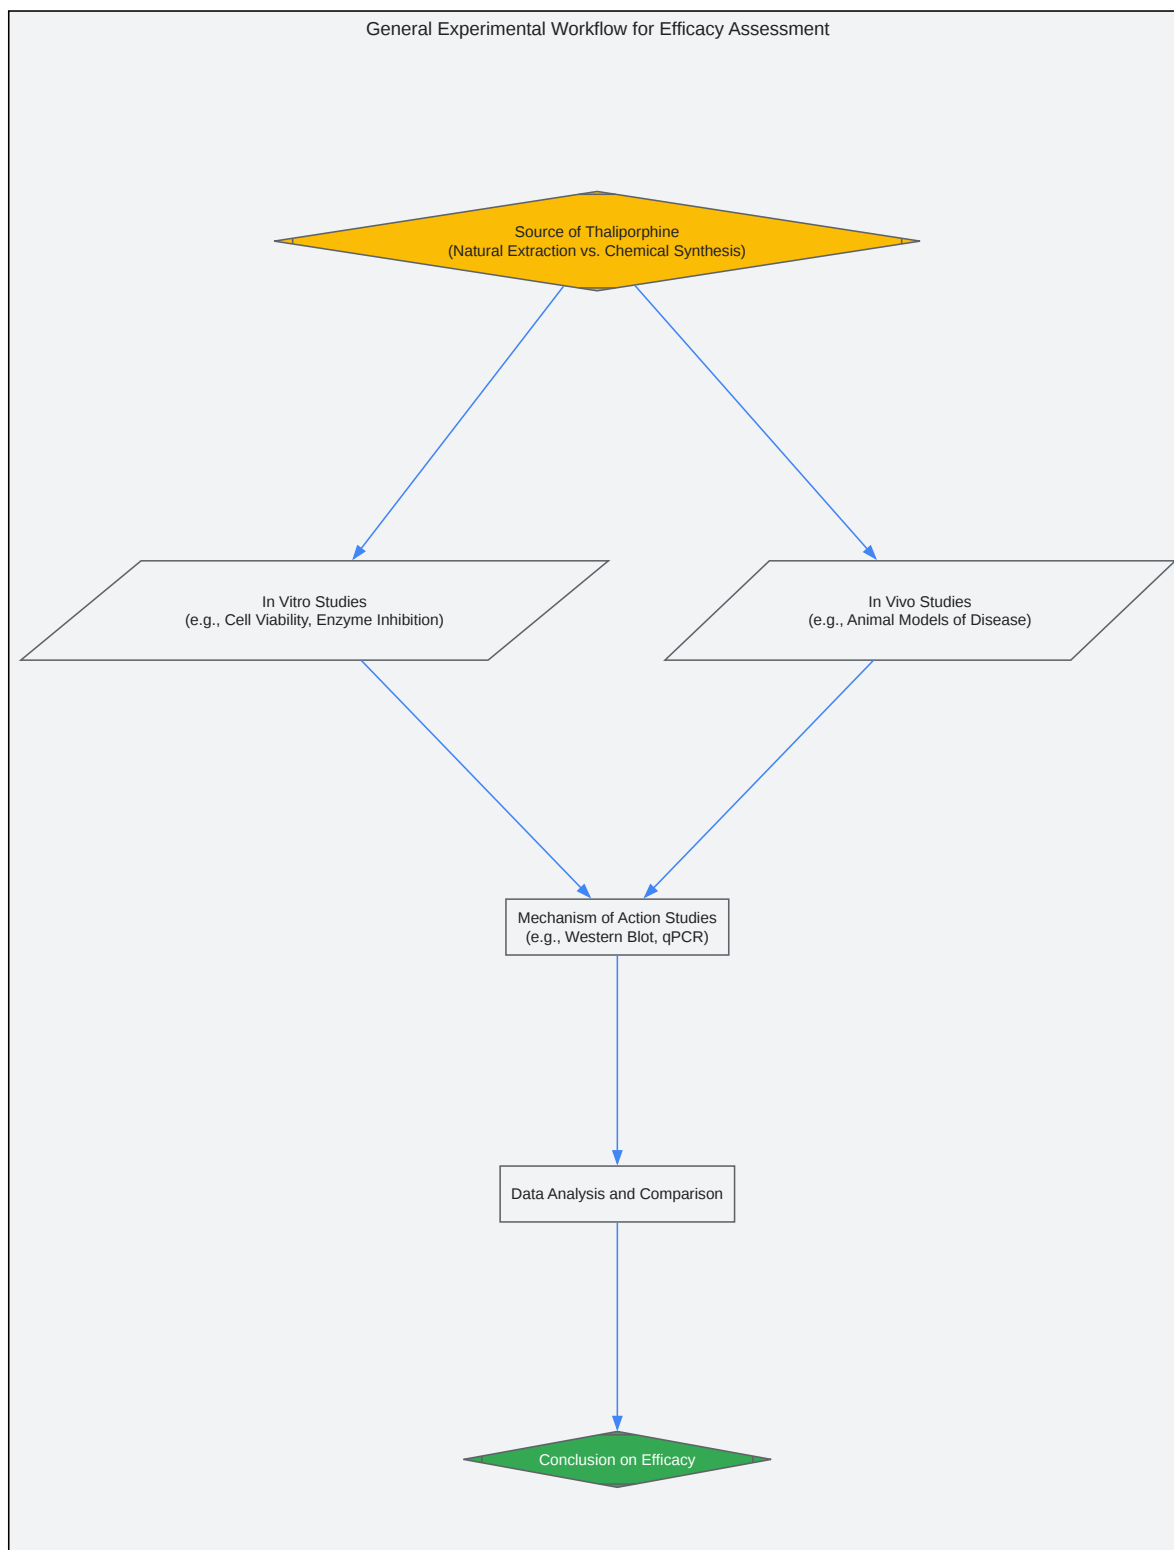 General Experimental Workflow for Efficacy Assessment
Source of Thaliporphine
(Natural Extraction vs. Chemical Synthesis)
In Vitro Studies
(e.g., Cell Viability, Enzyme Inhibition)
In Vivo Studies
(e.g., Animal Models of Disease)
Mechanism of Action Studies
(e.g., Western Blot, qPCR)
Data Analysis and Comparison
Conclusion on Efficacy